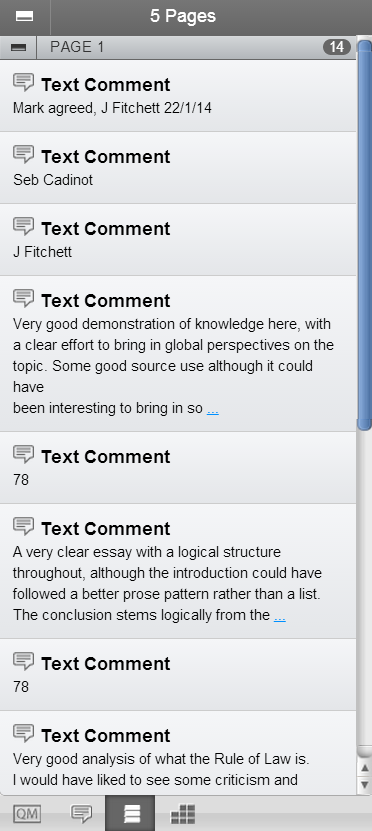 5 Pages
PAGE 1
14
Text Comment
Mark agreed, J Fitchett 22/1/14
Text Comment
Seb Cadinot
Text Comment
J Fitchett
Text Comment
Very good demonstration of knowledge here, with
a clear effort to bring in global perspectives on the
topic. Some good source use although it could
have
been interesting to bring in so ...
Text Comment
78
Text Comment
A very clear essay with a logical structure
throughout, although the introduction could have
followed a better prose pattern rather than a list.
The conclusion stems logically from the ...
Text Comment
78
Text Comment
Very good analysis of what the Rule of Law is.
I would have liked to see some criticism and
QM